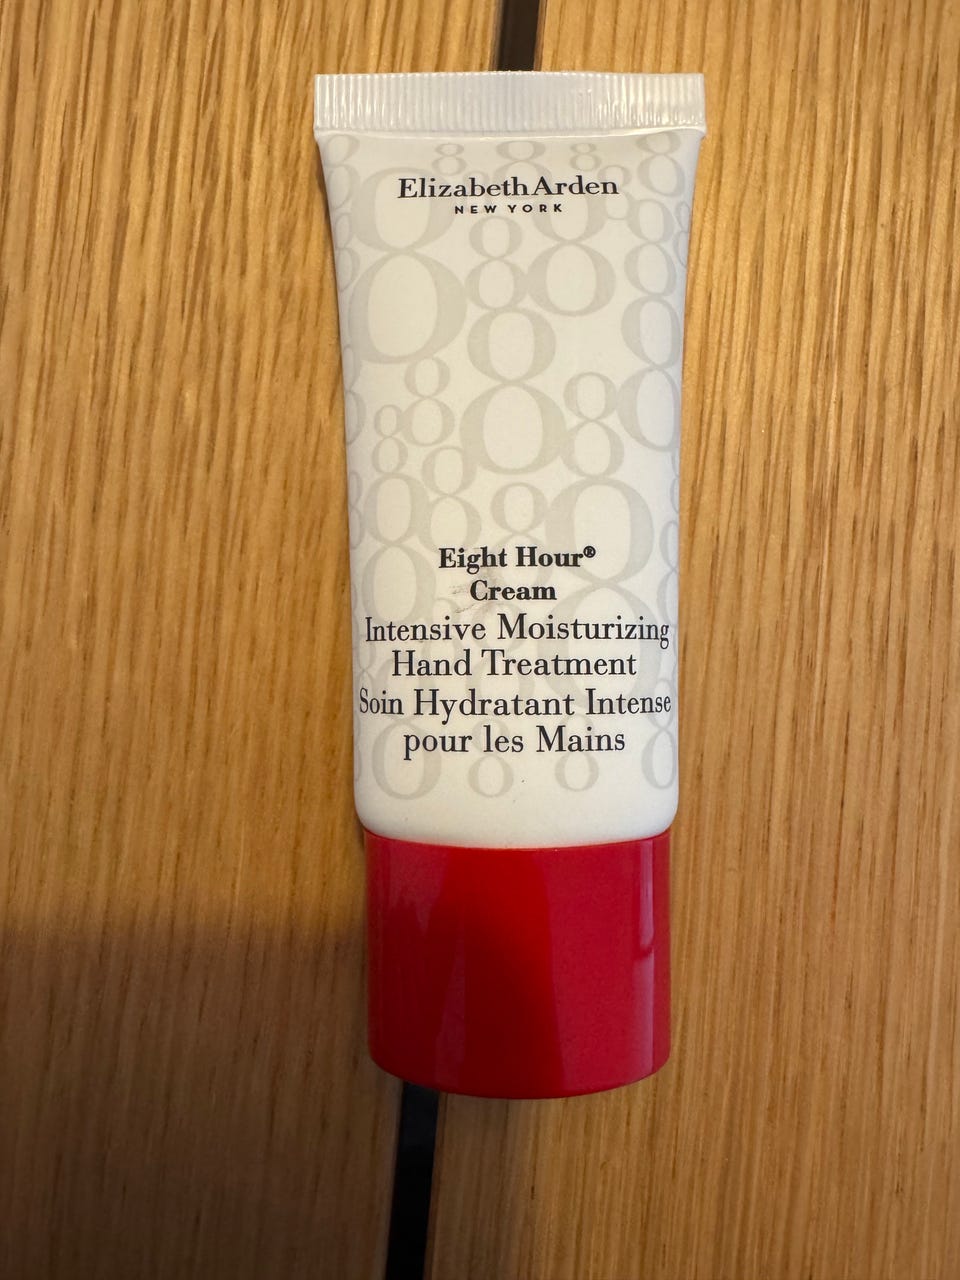 ElizabethArden
NEW YORK
Eight Hour®
Cream
Intensive Moisturizing
Hand Treatment
Soin Hydratant Intense
pour les Mains